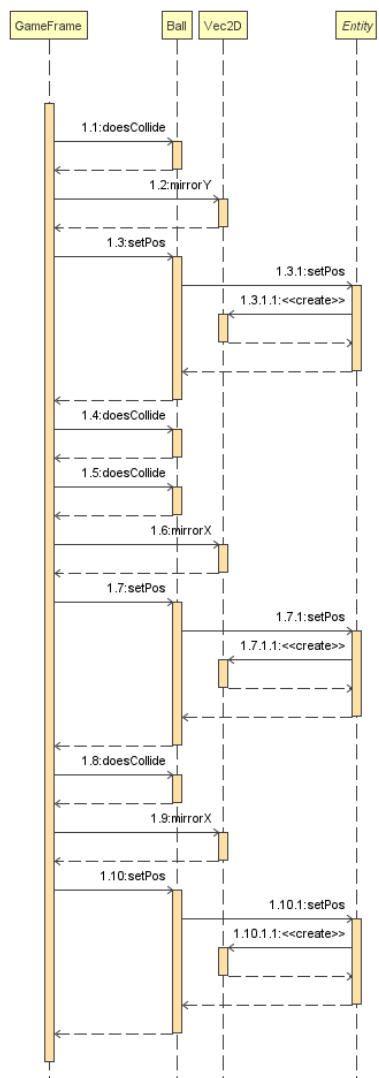 GameFrame Ball Vec2D Entity
1.1:doesCollide
1.2:mirrorY
1.3:setPos
1.3.1:setPos
1.3.1.1:<<create>>
1.4:doesCollide
1.5:doesCollide
1.6:mirrorX
1.7:setPos
1.7.1:setPos
1.7.1.1:<<create>>
1.8:doesCollide
1.9:mirrorX
1.10:setPos
1.10.1:setPos
1.10.1.1:<<create>>